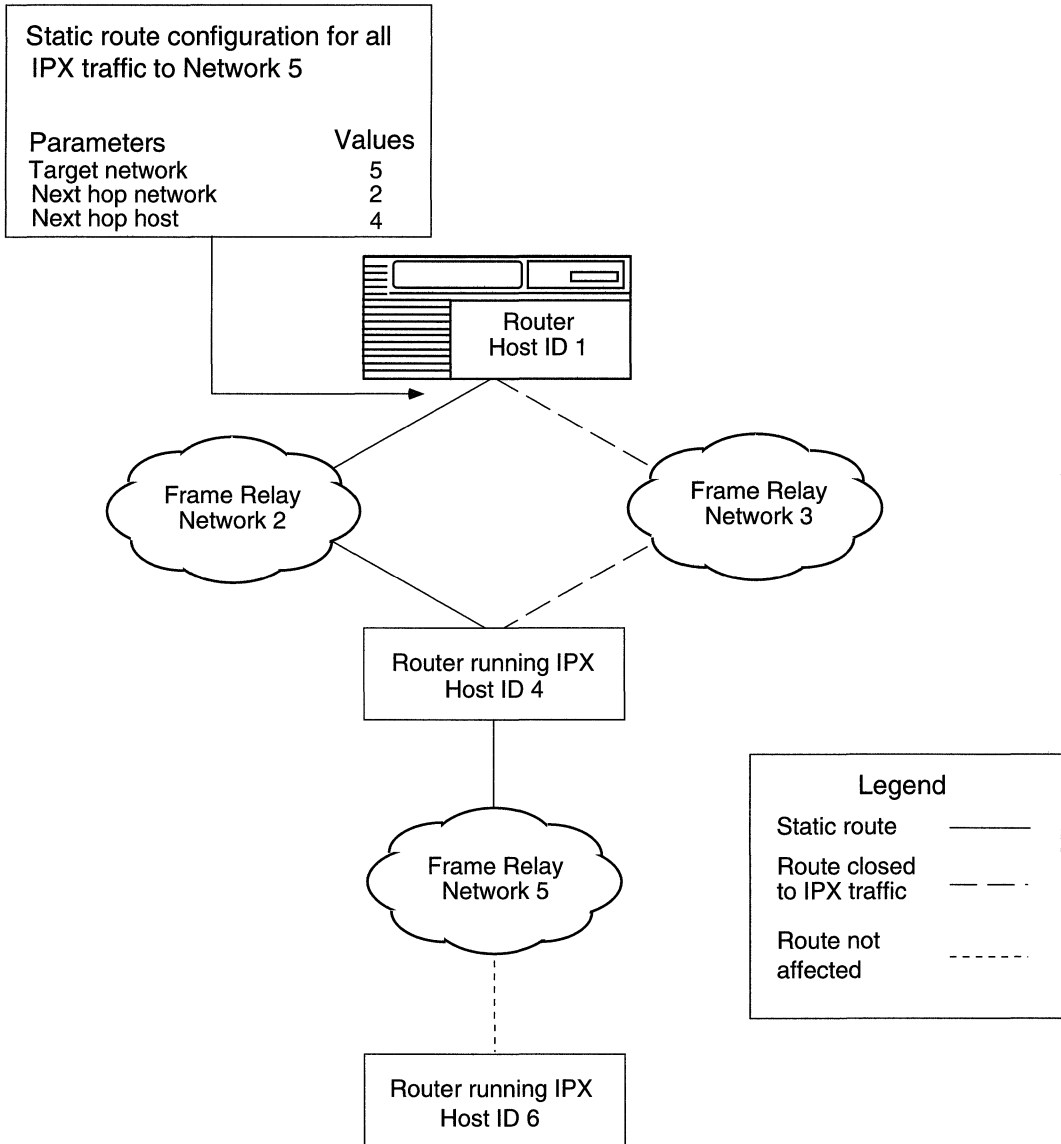 Static route configuration for all
IPX traffic to Network 5
Parameters Values
Target network 5
Next hop network 2
Next hop host 4
Router
Host ID 1
Frame Relay
Network 2
Frame Relay
Network 3
Router running IPX
Host ID 4
Frame Relay
Network 5
Legend
Static route
Route closed
to IPX traffic
Route not
affected
Router running IPX
Host ID 6